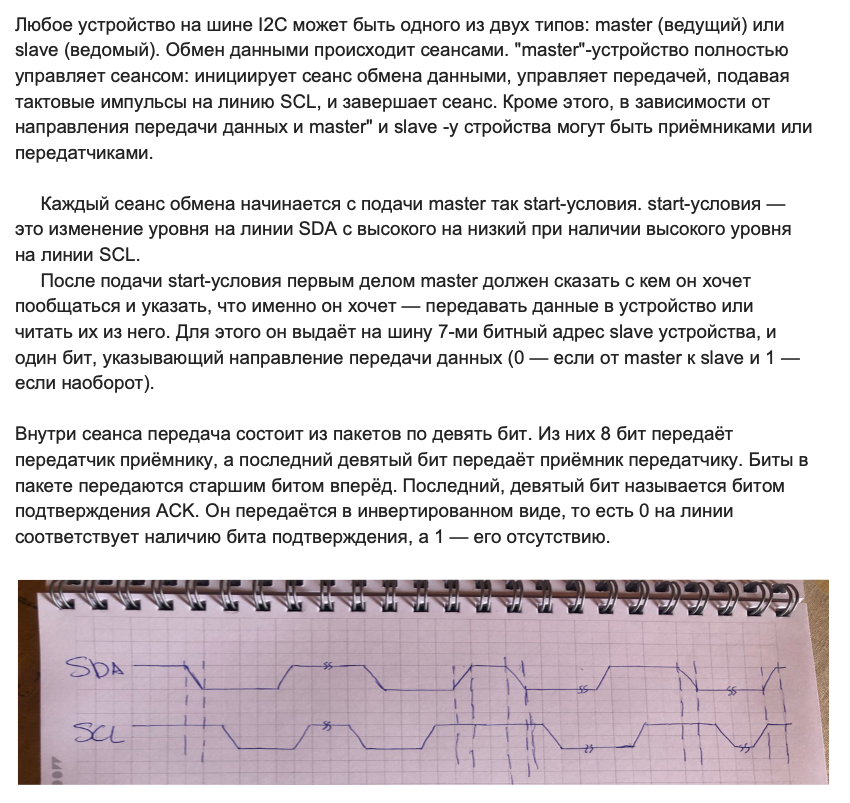 Любое устройство на шине I2C может быть одного из двух типов: master (ведущий) или
slave (ведомый). Обмен данными происходит сеансами. "master"-устройство полностью
управляет сеансом: инициирует сеанс обмена данными, управляет передачей, подавая
тактовые импульсы на линию SCL, и завершает сеанс. Кроме этого, в зависимости от
направления передачи данных и master" и slave -у стройства могут быть приёмниками или
передатчиками.
Каждый сеанс обмена начинается с подачи master так start-условия. start-условия —
это изменение уровня на линии SDA с высокого на низкий при наличии высокого уровня
на линии SCL.
После подачи start-условия первым делом master должен сказать с кем он хочет
пообщаться и указать, что именно он хочет — передавать данные в устройство или
читать их из него. Для этого он выдаёт на шину 7-ми битный адрес slave устройства, и
один бит, указывающий направление передачи данных (0 — если от master к slave и 1 —
если наоборот).
Внутри сеанса передача состоит из пакетов по девять бит. Из них 8 бит передаёт
передатчик приёмнику, а последний девятый бит передаёт приёмник передатчику. Биты в
пакете передаются старшим битом вперёд. Последний, девятый бит называется битом
подтверждения ACK. Он передаётся в инвертированном виде, то есть 0 на линии
соответствует наличию бита подтверждения, а 1 — его отсутствию.
SDA
SCL